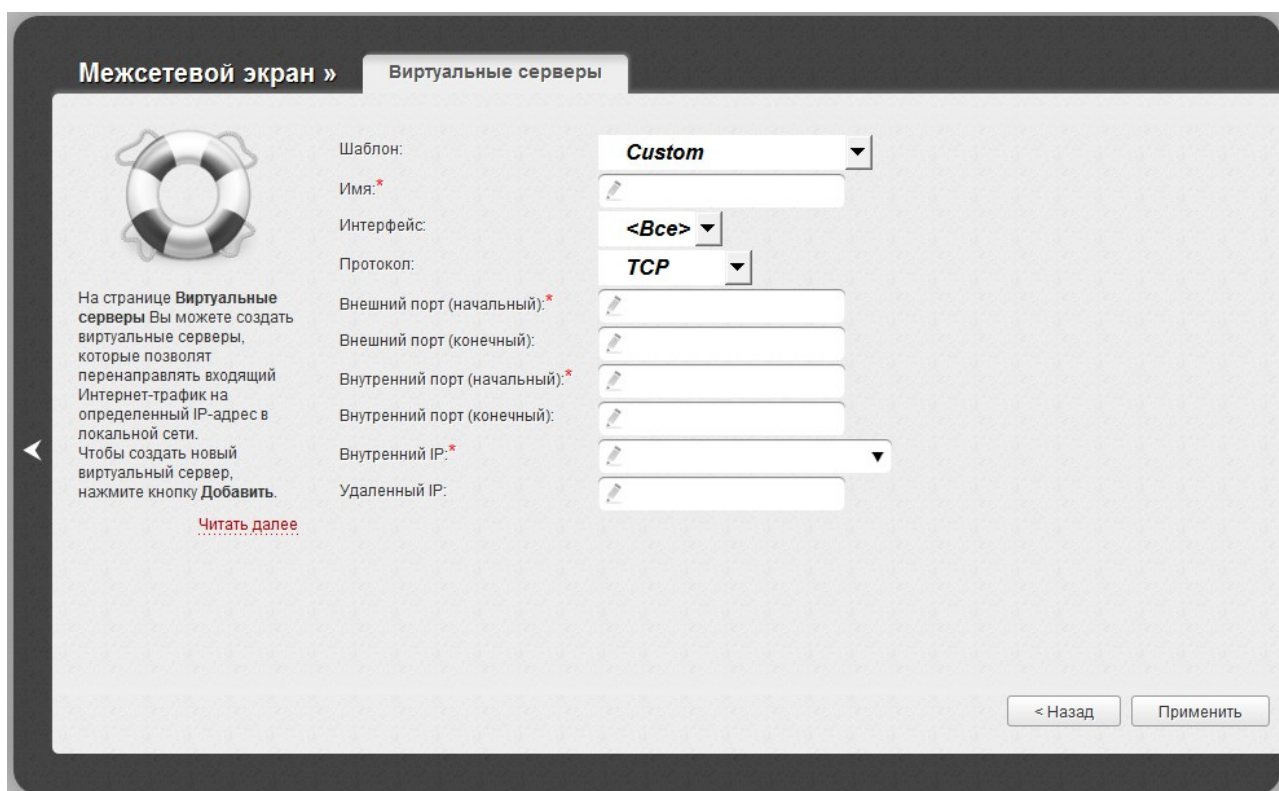 Межсетевой экран »
Виртуальные серверы
На странице Виртуальные
серверы Вы можете создать
виртуальные серверы,
которые позволят
перенаправлять входящий
Интернет-трафик на
определенный IP-адрес в
локальной сети.
Чтобы создать новый
виртуальный сервер,
нажмите кнопку Добавить.
Читать далее
Шаблон: Custom
Имя:*
Интерфейс: <Все>
Протокол: TCP
Внешний порт (начальный):*
Внешний порт (конечный):
Внутренний порт (начальный):*
Внутренний порт (конечный):
Внутренний IP:*
Удаленный IP:
< Назад
Применить